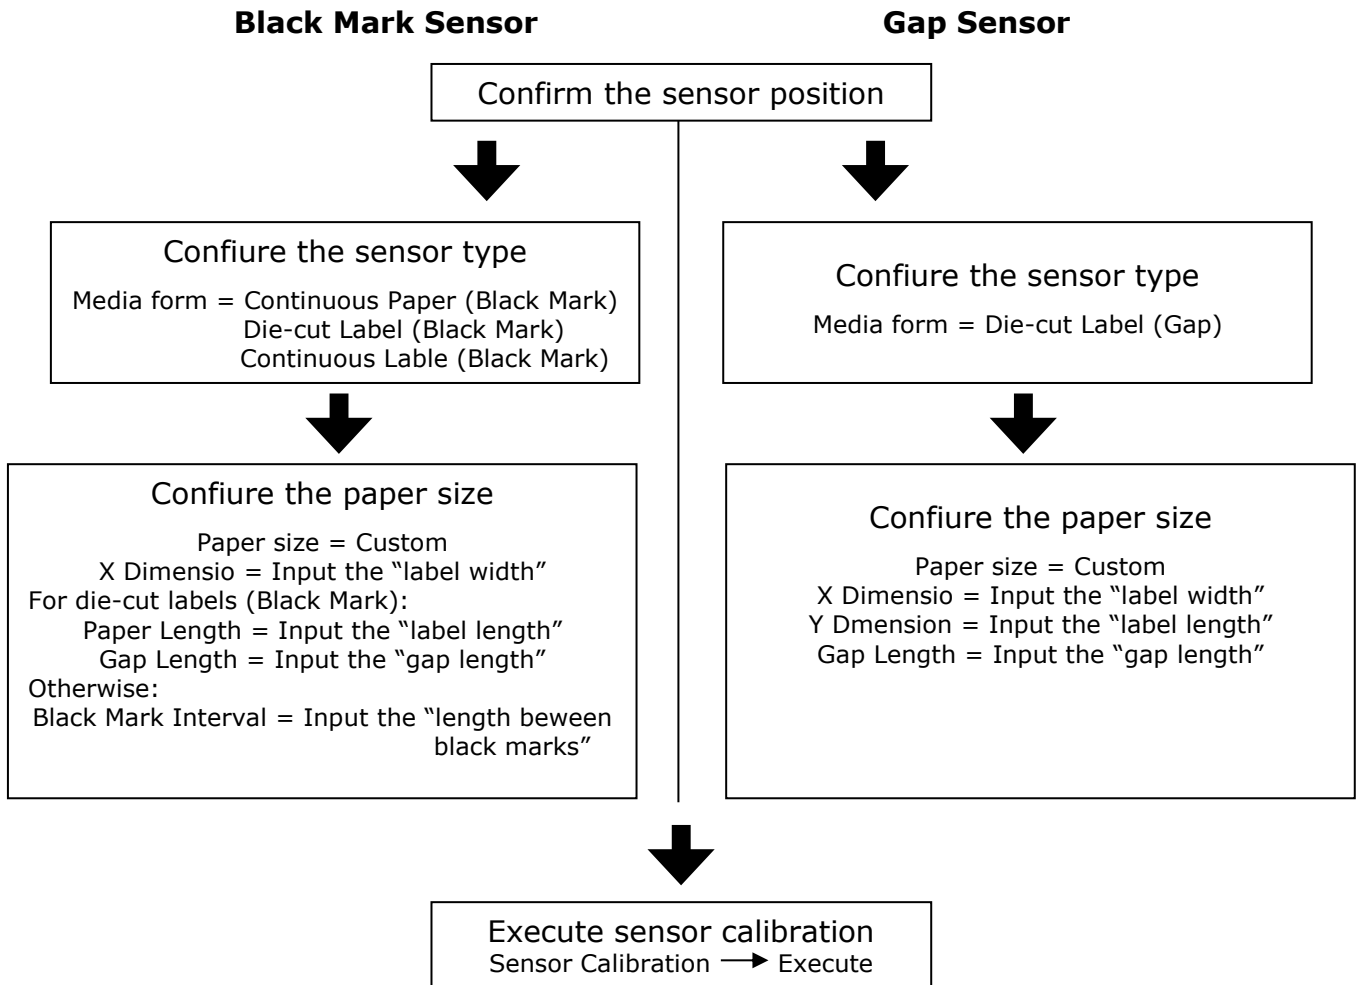 Black Mark Sensor
Gap Sensor
Confirm the sensor position
Confiure the sensor type
Media form = Continuous Paper (Black Mark)
Die-cut Label (Black Mark)
Continuous Lable (Black Mark)
Confiure the sensor type
Media form = Die-cut Label (Gap)
Confiure the paper size
Paper size = Custom
X Dimensio = Input the “label width”
For die-cut labels (Black Mark):
Paper Length = Input the “label length”
Gap Length = Input the “gap length”
Otherwise:
Black Mark Interval = Input the “length beween
black marks”
Confiure the paper size
Paper size = Custom
X Dimensio = Input the “label width”
Y Dmension = Input the “label length”
Gap Length = Input the “gap length”
Execute sensor calibration
Sensor Calibration → Execute